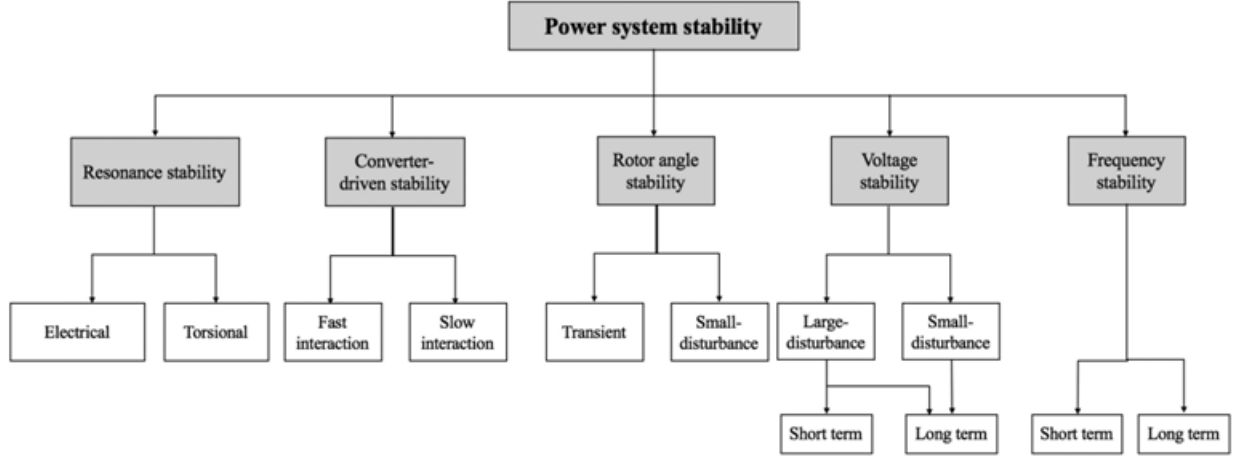 Power system stability
Resonance stability
Converter-
driven stability
Rotor angle
stability
Voltage
stability
Frequency
stability
Electrical
Torsional
Fast
interaction
Slow
interaction
Transient
Small-
disturbance
Large-
disturbance
Small-
disturbance
Short term
Long term
Short term
Long term